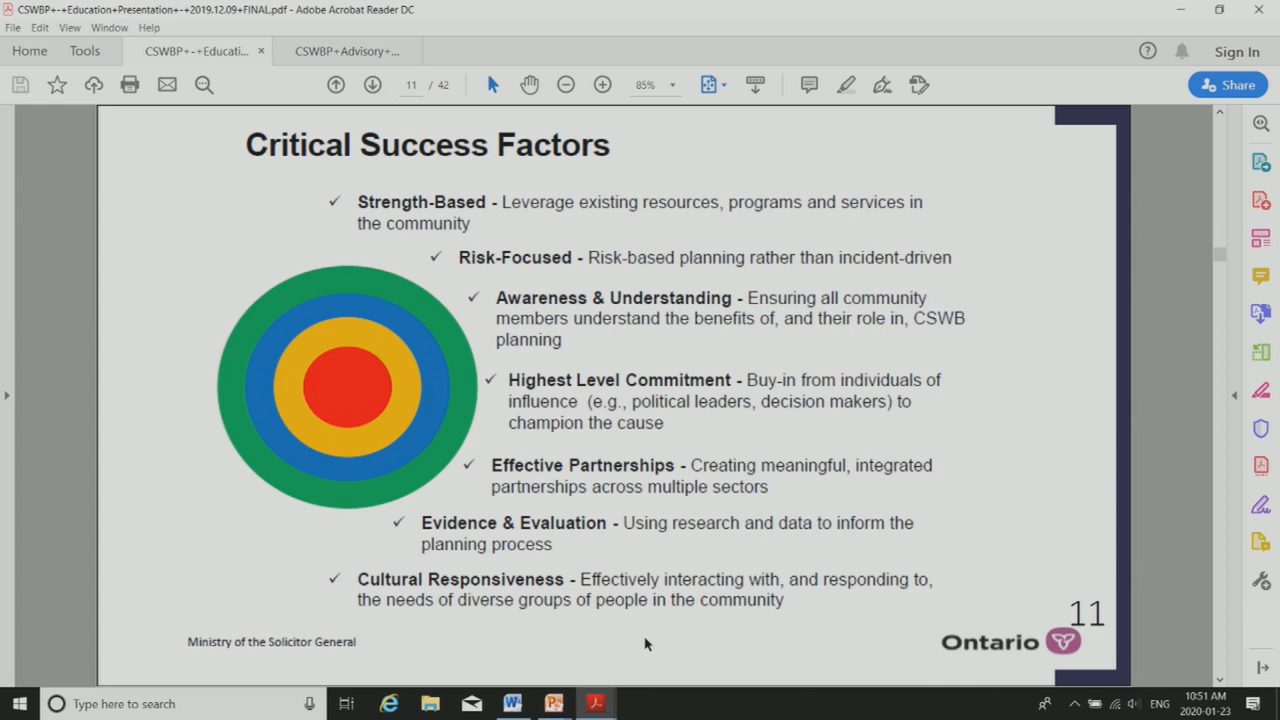 CSWBP+-+Education+Presentation+-+2019.12.09+FINAL.pdf - Adobe Acrobat Reader DC
File Edit View Window Help
Home Tools CSWBP+-+Educati... × CSWBP+Advisory+... Sign In
11 / 42 85% Share
Critical Success Factors
✓ Strength-Based - Leverage existing resources, programs and services in
the community
✓ Risk-Focused - Risk-based planning rather than incident-driven
✓ Awareness & Understanding - Ensuring all community
members understand the benefits of, and their role in, CSWB
planning
✓ Highest Level Commitment - Buy-in from individuals of
influence (e.g., political leaders, decision makers) to
champion the cause
✓ Effective Partnerships - Creating meaningful, integrated
partnerships across multiple sectors
✓ Evidence & Evaluation - Using research and data to inform the
planning process
✓ Cultural Responsiveness - Effectively interacting with, and responding to,
the needs of diverse groups of people in the community
11
Ministry of the Solicitor General
Ontario
Type here to search
ENG
10:51 AM
2020-01-23